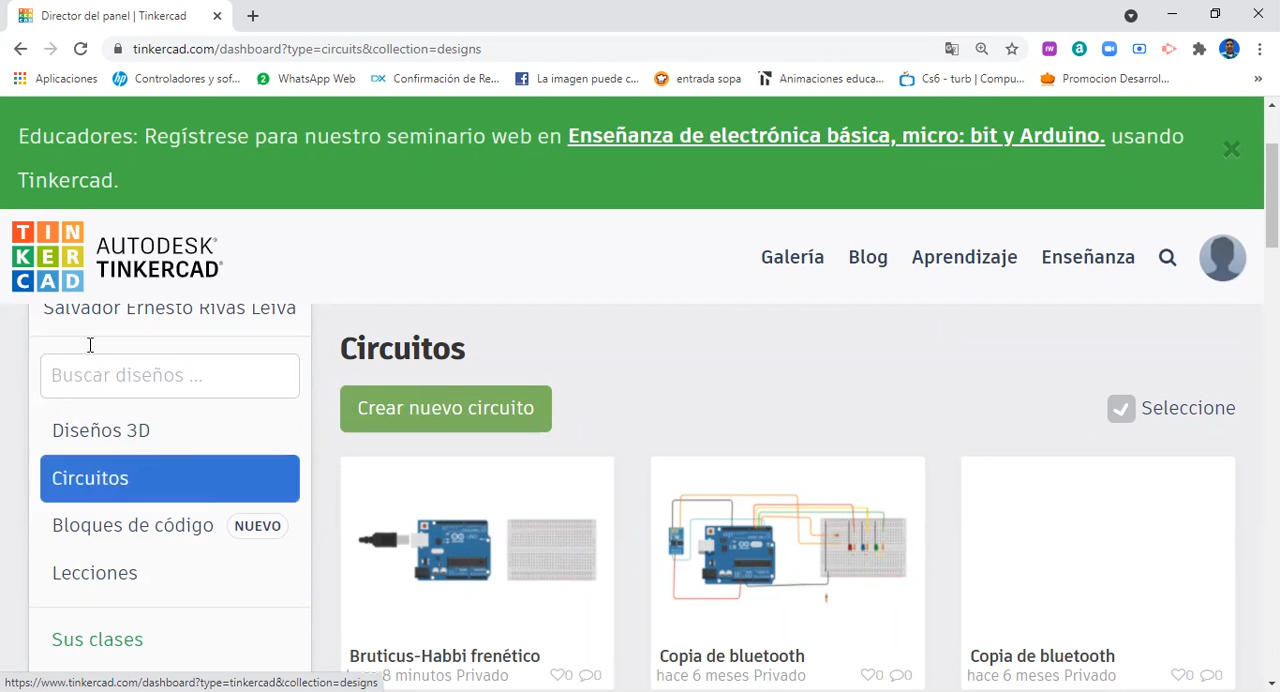 Director del panel | Tinkercad
tinkercad.com/dashboard?type=circuits&collection=designs
Aplicaciones
hp
Controladores y sof...
2
WhatsApp Web
DX
Confirmación de Re...
La imagen puede c...
entrada sopa
Animaciones educa...
Cs6 - turb | Compu...
Promocion Desarrol...
»
Educadores: Regístrese para nuestro seminario web en Enseñanza de electrónica básica, micro: bit y Arduino. usando
Tinkercad.
TIN
KER
CAD
AUTODESK®
TINKERCAD®
Galería
Blog
Aprendizaje
Enseñanza
Salvador Ernesto Rivas Leiva
Buscar diseños ...
Diseños 3D
Circuitos
Bloques de código NUEVO
Lecciones
Sus clases
Circuitos
Crear nuevo circuito
Seleccione
Bruticus-Habbi frenético
hace 8 minutos Privado
0 0
Copia de bluetooth
hace 6 meses Privado
0 0
Copia de bluetooth
hace 6 meses Privado
0 0
https://www.tinkercad.com/dashboard?type=tinkercad&collection=designs